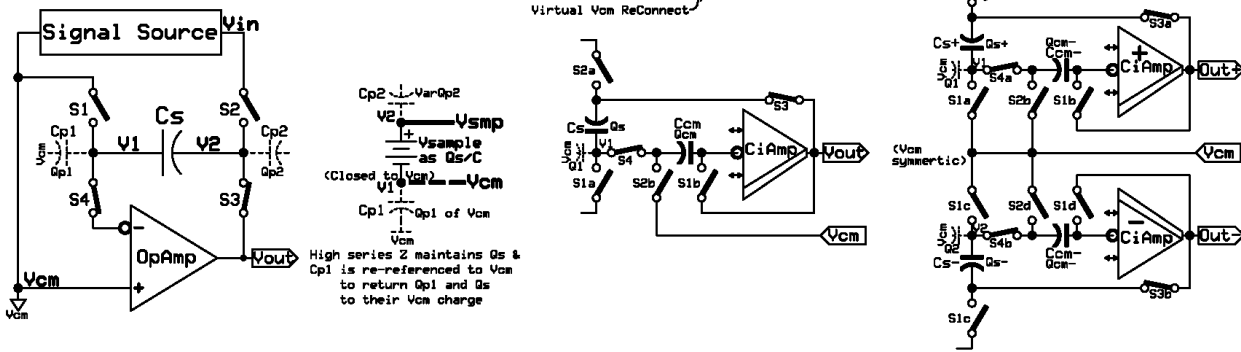 Signal Source
Vin
S1
S2
Cs
Cp1
Vcm
Qp1
V1
V2
Cp2
Qp2
S4
S3
OpAmp
-
+
Vout
Vcm
Vcm
Cp2
VarQp2
V2
Vsmp
+
Vsample
as Qs/C
(Closed to Vcm)
V1
Vcm
Cp1
Qp1 of Vcm
Vcm
High series Z maintains Qs &
Cp1 is re-referenced to Vcm
to return Qp1 and Qs
to their Vcm charge
Virtual Vcm ReConnect
S2a
S3
Cs
Qs
Ccm
Qcm
Vcm
Q1
V1
S4
CiAmp
Vout
S1a
S2b
S1b
Vcm
S3a
Cs+
Qs+
Qcm-
Ccm-
+
CiAmp
Out+
Vcm
Q1
V1
S4a
S1a
S2b
S1b
(Vcm
symmertic)
Vcm
S1c
S2d
S1d
-
CiAmp
Out-
Vcm
Q2
V2
S4b
Ccm-
Qcm-
Cs-
Qs-
S3b
S1c